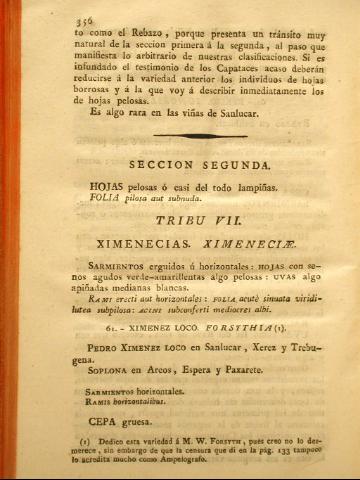 356
to como el Rebazo , porque presenta un tránsito muy
natural de la seccion primera á la segunda , al paso que
manifiesta lo arbitrario de nuestras clasificaciones. Si es
infundado el testimonio de los Capataces acaso deberán
reducirse á la variedad anterior los individuos de hojas
borrosas y á la que voy á describir inmediatamente los
de hojas pelosas.
Es algo rara en las viñas de Sanlucar.
SECCION SEGUNDA.
HOJAS pelosas ó casi del todo lampiñas.
FOLIA pilosa aut subnuda.
TRIBU VII.
XIMENECIAS. XIMENECIÆ.
SARMIENTOS erguidos ú horizontales : HOJAS con se-
nos agudos verde-amarillentas algo pelosas : UVAS algo
apiñadas medianas blancas.
RAMI erecti aut horizontales : FOLIA acutè sinuata viridi-
lutea subpilosa : ACINI subconferti mediocres albi.
61. - XIMENEZ LOCO. FORSYTHIA (1).
PEDRO XIMENEZ LOCO en Sanlucar , Xerez y Trebu-
gena.
SOPLONA en Arcos , Espera y Paxarete.
SARMIENTOS horizontales.
RAMIS horizontalibus.
CEPA gruesa.
(1) Dedico esta variedad á M. W. FORSYTH , pues creo no lo des-
merece , sin embargo de que la censura que di en la pág. 133 tampoco
lo acredita mucho como Ampelografo.